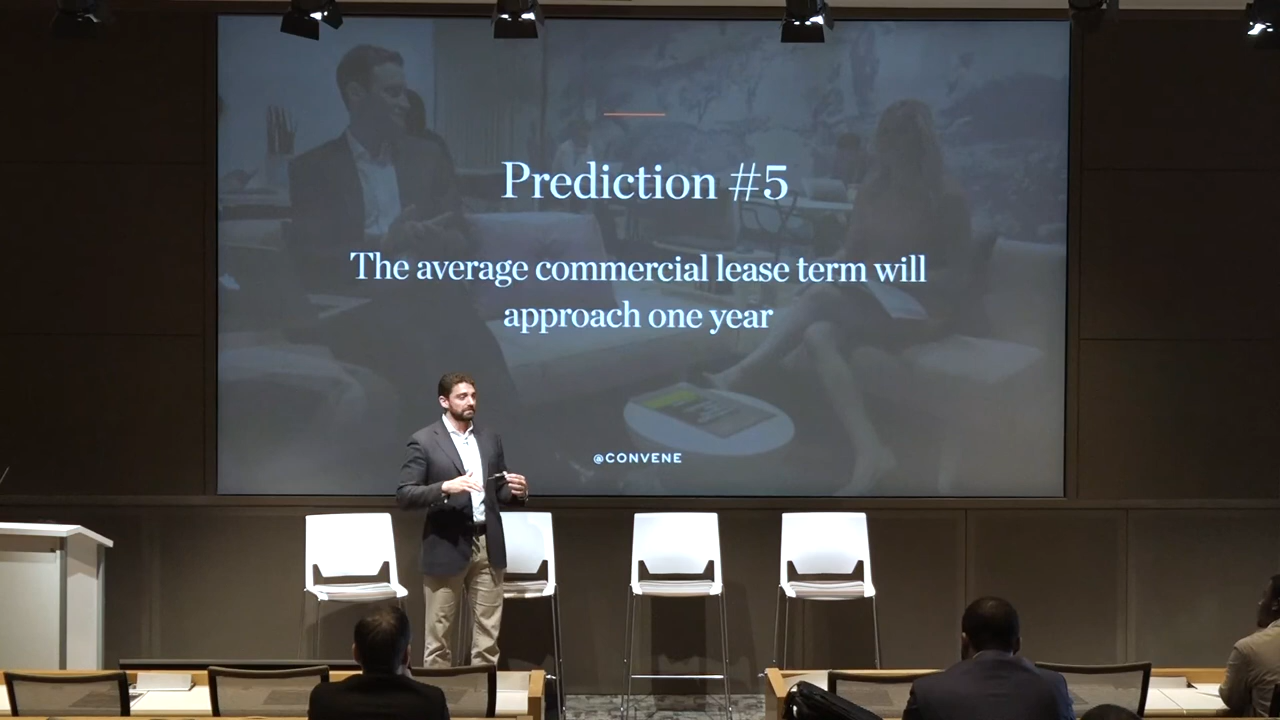 Prediction #5
The average commercial lease term will
approach one year
@CONVENE